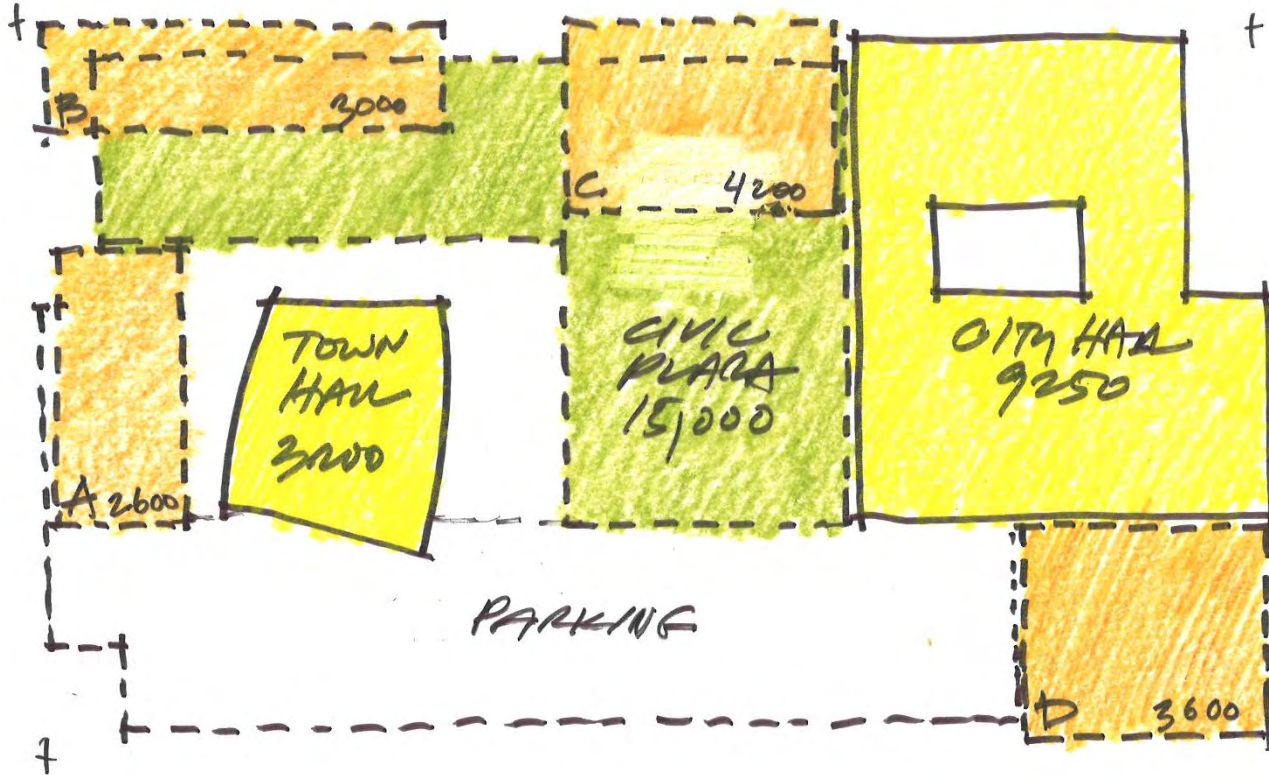 B 3000
C 4200
TOWN
HALL
3200
CIVIC
PLAZA
15,000
CITY HALL
9250
A 2600
PARKING
D 3600